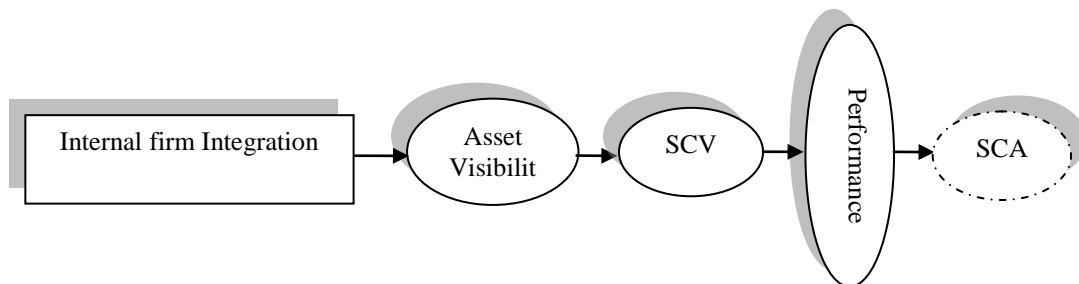 Internal firm Integration
Asset
Visibilit
SCV
Performance
SCA